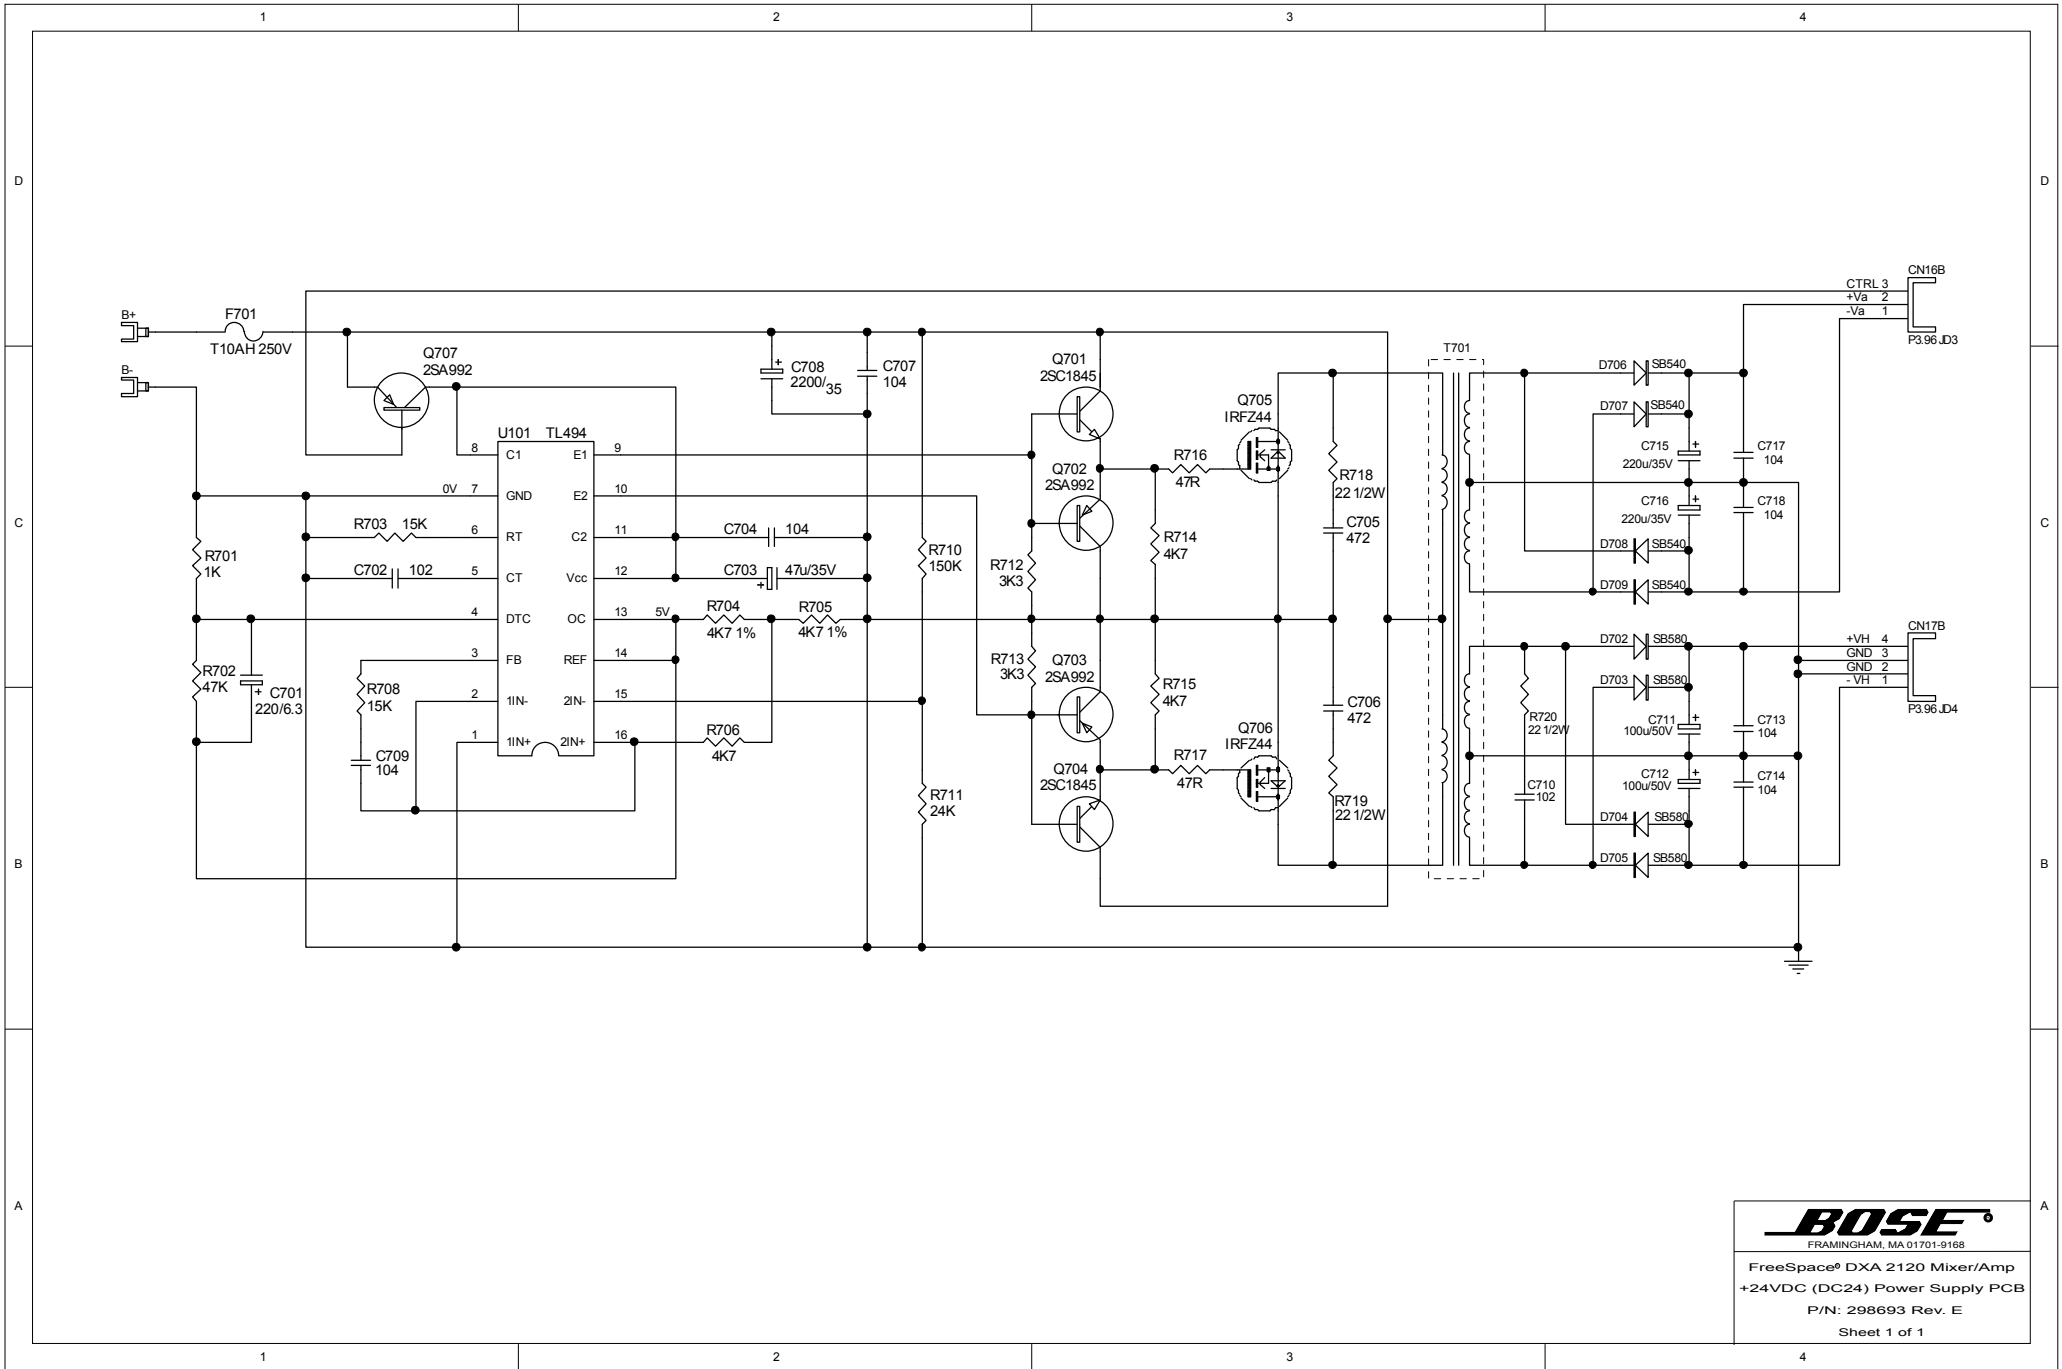 1 2 3 4
D D
C C
B B
A A
B+
F701
T10AH 250V
B-
Q707
2SA992
C708
2200/35
C707
104
Q701
2SC1845
Q705
IRFZ44
T701
CTRL 3
+Va 2
-Va 1
CN16B
P3.96 JD3
D706 SB540
D707 SB540
C715
220u/35V
C717
104
C716
220u/35V
C718
104
D708 SB540
D709 SB540
U101 TL494
8 C1 E1 9
0V 7 GND E2 10
6 RT C2 11
5 CT Vcc 12
4 DTC OC 13 5V
3 FB REF 14
2 1IN- 2IN- 15
1 1IN+ 2IN+ 16
R703 15K
C702 102
R701
1K
R702
47K
C701
+
220/6.3
R708
15K
C709
104
C704 104
C703 + 47u/35V
R704
4K7 1%
R705
4K7 1%
R706
4K7
R710
150K
R711
24K
Q702
2SA992
R712
3K3
R713
3K3
Q703
2SA992
Q704
2SC1845
R716
47R
R714
4K7
R715
4K7
R717
47R
R718
22 1/2W
C705
472
C706
472
Q706
IRFZ44
R719
22 1/2W
D702 SB580
D703 SB580
R720
22 1/2W
C711
100u/50V
C713
104
C712
100u/50V
C714
104
C710
102
D704 SB580
D705 SB580
CN17B
+VH 4
GND 3
GND 2
- VH 1
P3.96 JD4
BOSE®
FRAMINGHAM, MA 01701-9168
FreeSpace® DXA 2120 Mixer/Amp
+24VDC (DC24) Power Supply PCB
P/N: 298693 Rev. E
Sheet 1 of 1
1 2 3 4